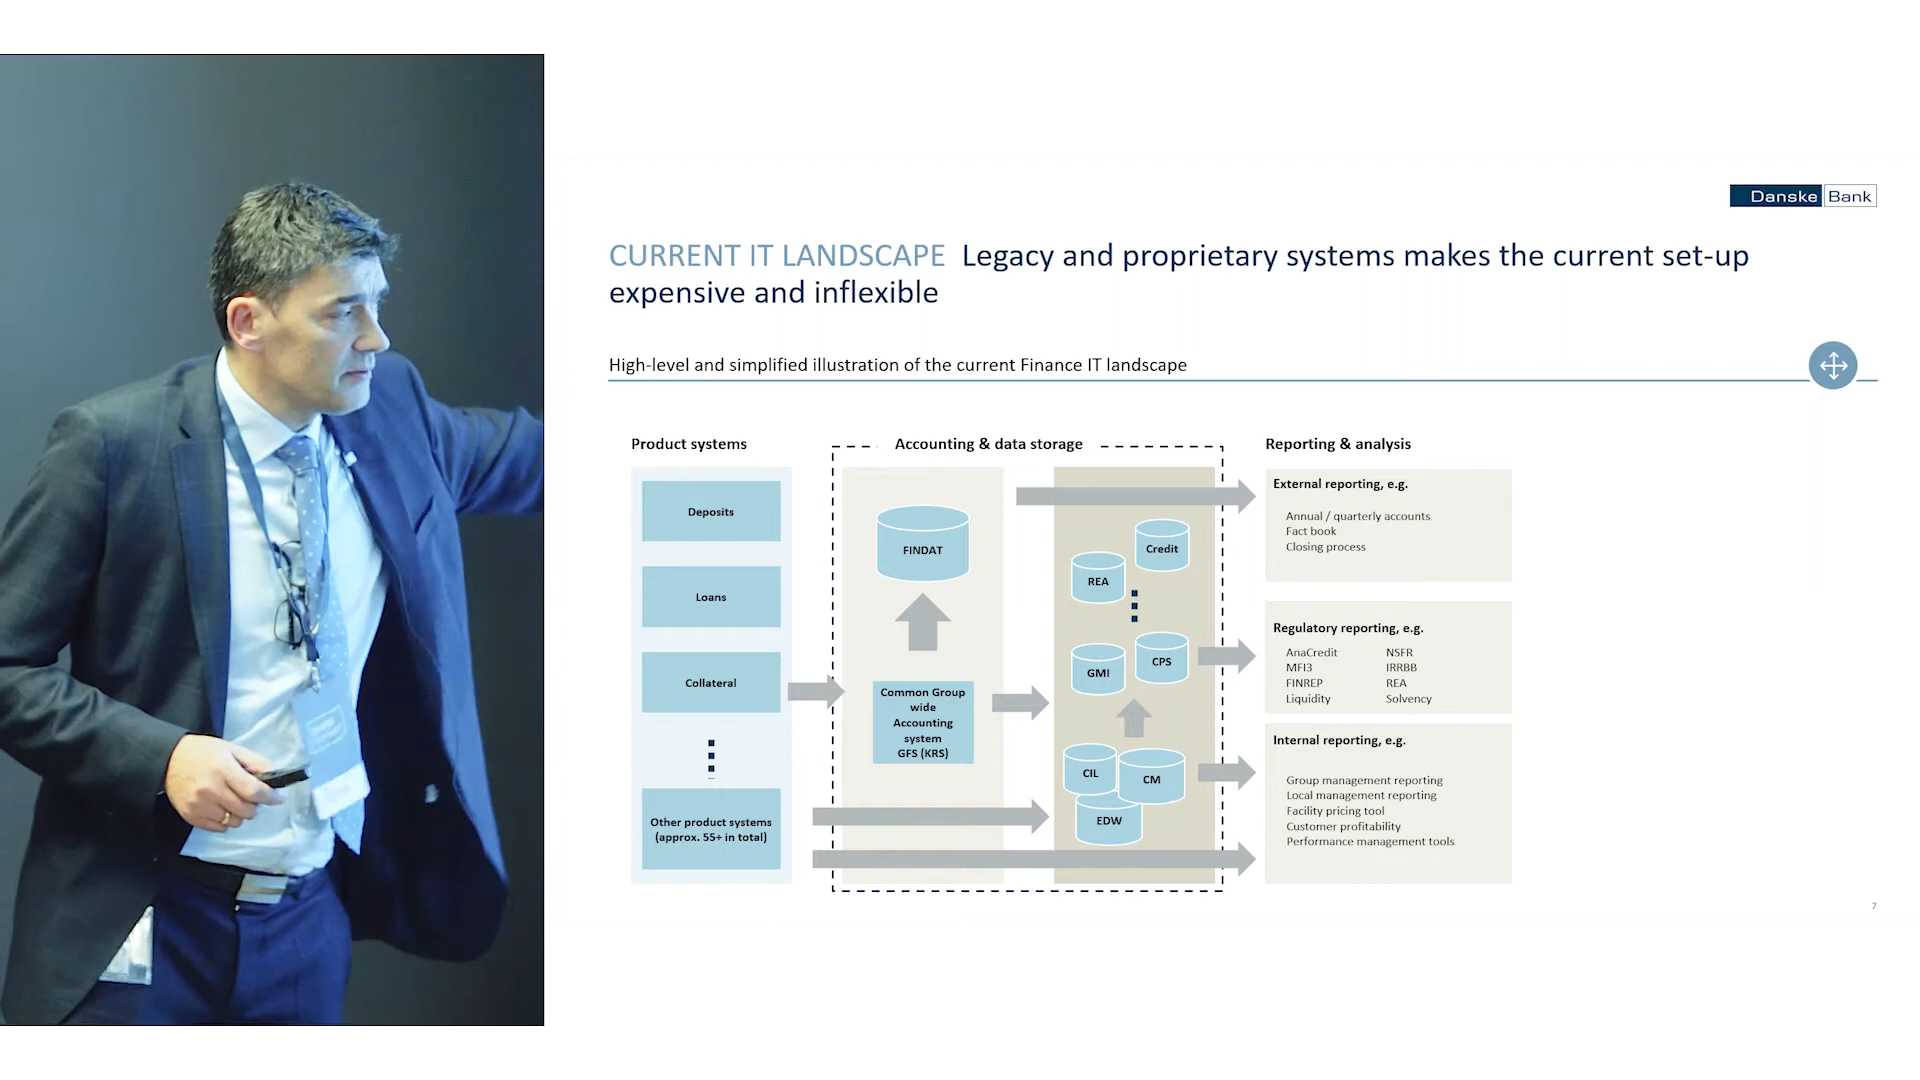 Danske Bank
CURRENT IT LANDSCAPE Legacy and proprietary systems makes the current set-up
expensive and inflexible
High-level and simplified illustration of the current Finance IT landscape
Product systems
Deposits
Loans
Collateral
Other product systems
(approx. 55+ in total)
Accounting & data storage
FINDAT
Common Group
wide
Accounting
system
GFS (KRS)
Credit
REA
CPS
GMI
CIL
CM
EDW
Reporting & analysis
External reporting, e.g.
Annual / quarterly accounts
Fact book
Closing process
Regulatory reporting, e.g.
AnaCredit NSFR
MFI3 IRRBB
FINREP REA
Liquidity Solvency
Internal reporting, e.g.
Group management reporting
Local management reporting
Facility pricing tool
Customer profitability
Performance management tools
7